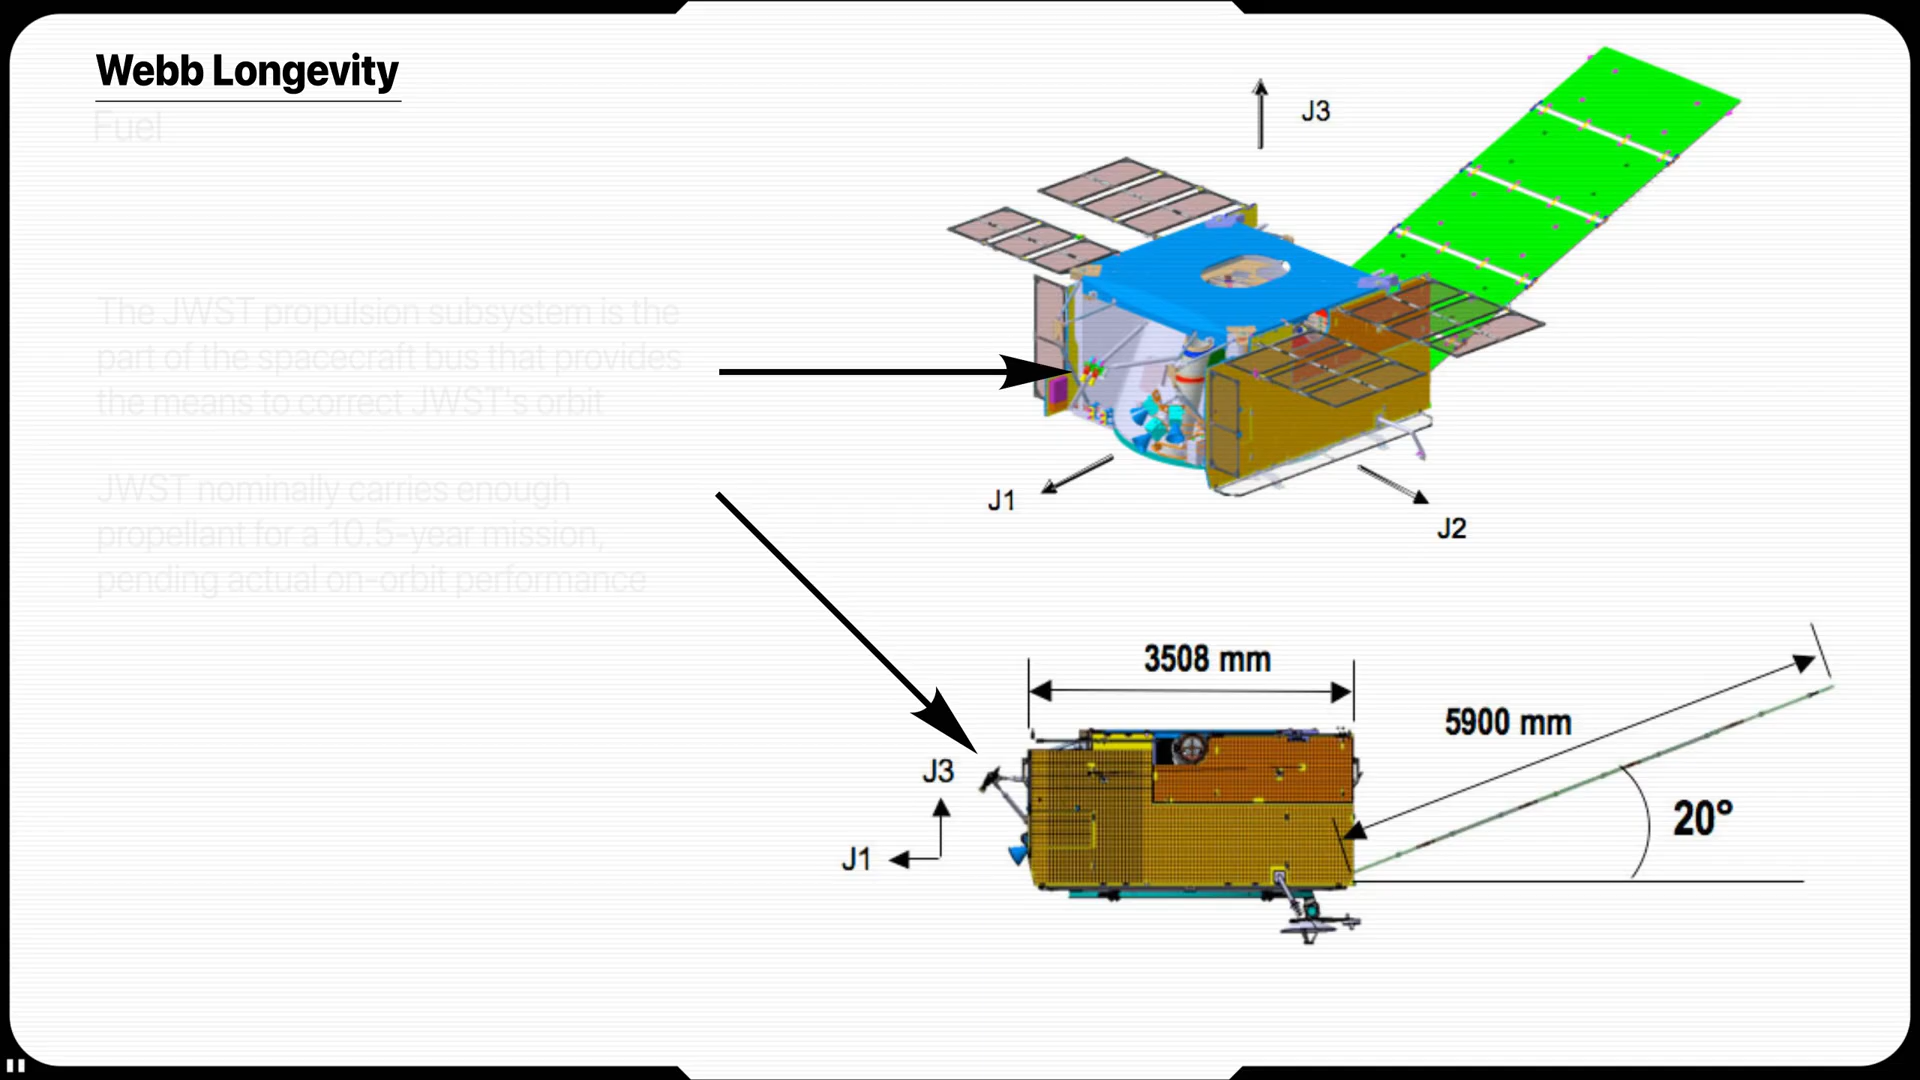 Webb Longevity
Fuel
The JWST propulsion subsystem is the
part of the spacecraft bus that provides
the means to correct JWST's orbit
JWST nominally carries enough
propellant for a 10.5-year mission,
pending actual on-orbit performance
J3
J1
J2
3508 mm
5900 mm
J3
J1
20°